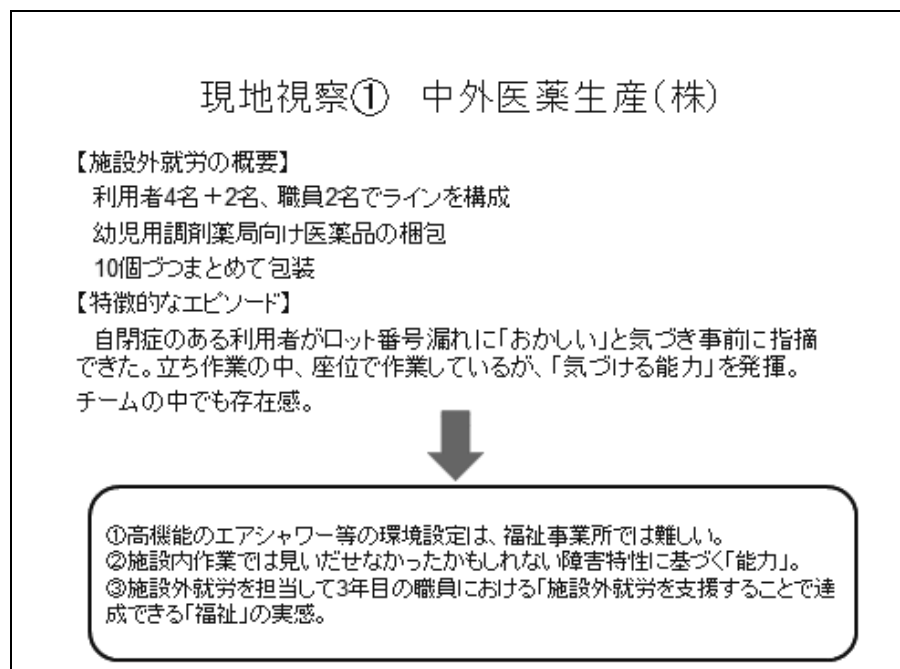 現地視察① 中外医薬生産(株)
【施設外就労の概要】
利用者4名+2名、職員2名でラインを構成
幼児用調剤薬局向け医薬品の梱包
10個づつまとめて包装
【特徴的なエピソード】
自閉症のある利用者がロット番号漏れに「おかしい」と気づき事前に指摘
できた。立ち作業の中、座位で作業しているが、「気づける能力」を発揮。
チームの中でも存在感。
①高機能のエアシャワー等の環境設定は、福祉事業所では難しい。
②施設内作業では見いだせなかったかもしれない障害特性に基づく「能力」。
③施設外就労を担当して3年目の職員における「施設外就労を支援することで達
成できる「福祉」の実感。